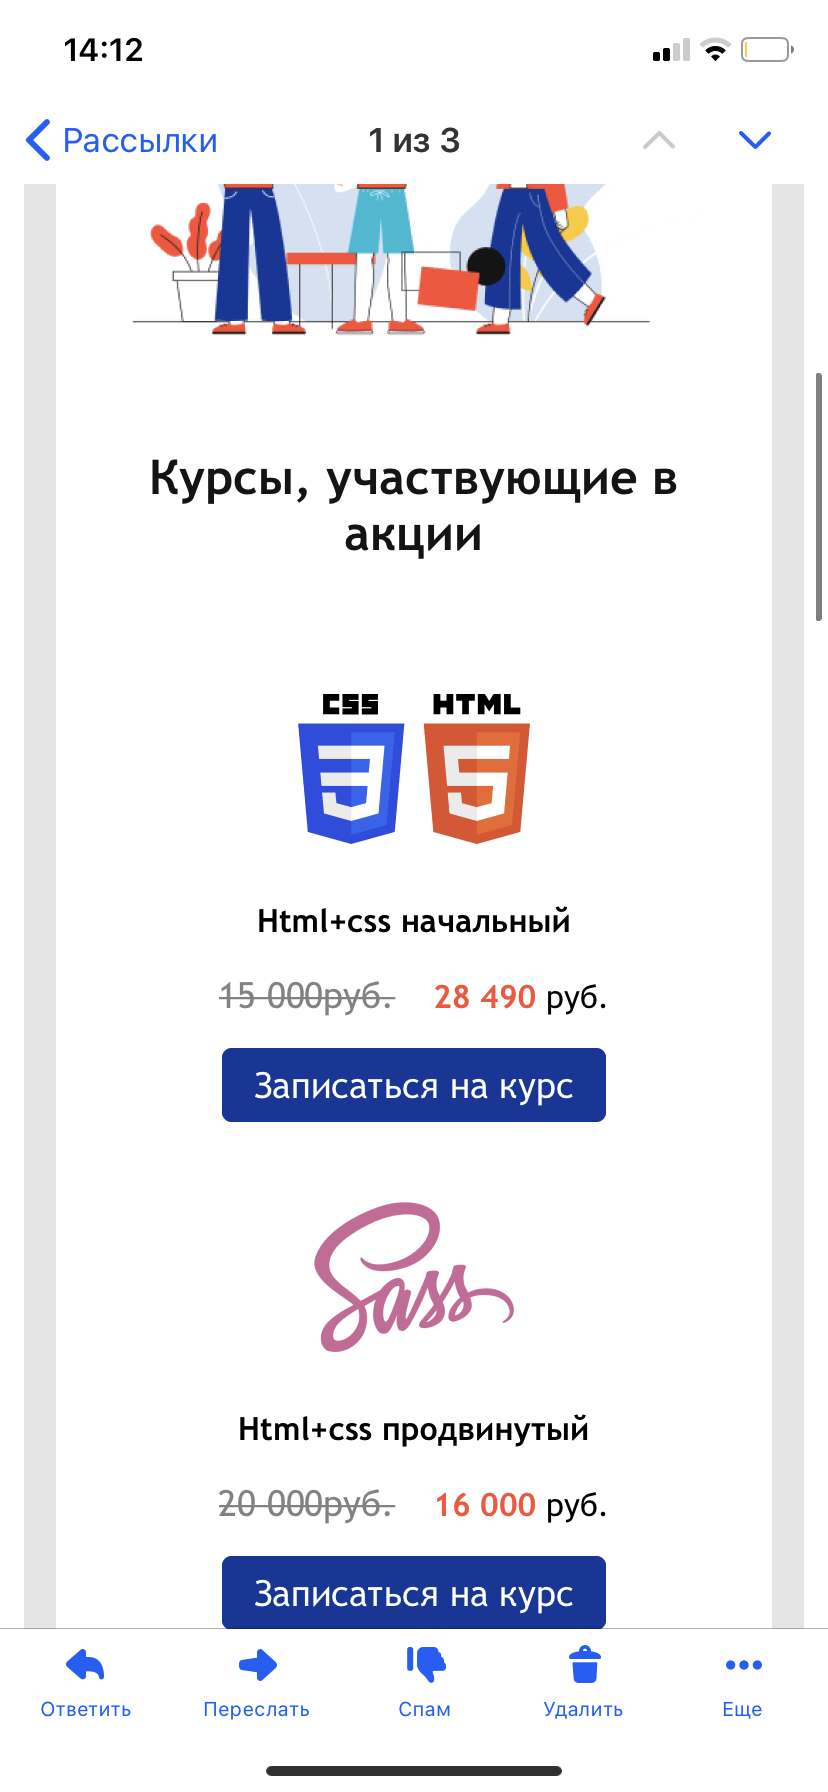 14:12
Рассылки
1 из 3
Курсы, участвующие в
акции
CSS HTML
Html+css начальный
15 000руб. 28 490 руб.
Записаться на курс
Sass
Html+css продвинутый
20 000руб. 16 000 руб.
Записаться на курс
Ответить
Переслать
Спам
Удалить
Еще